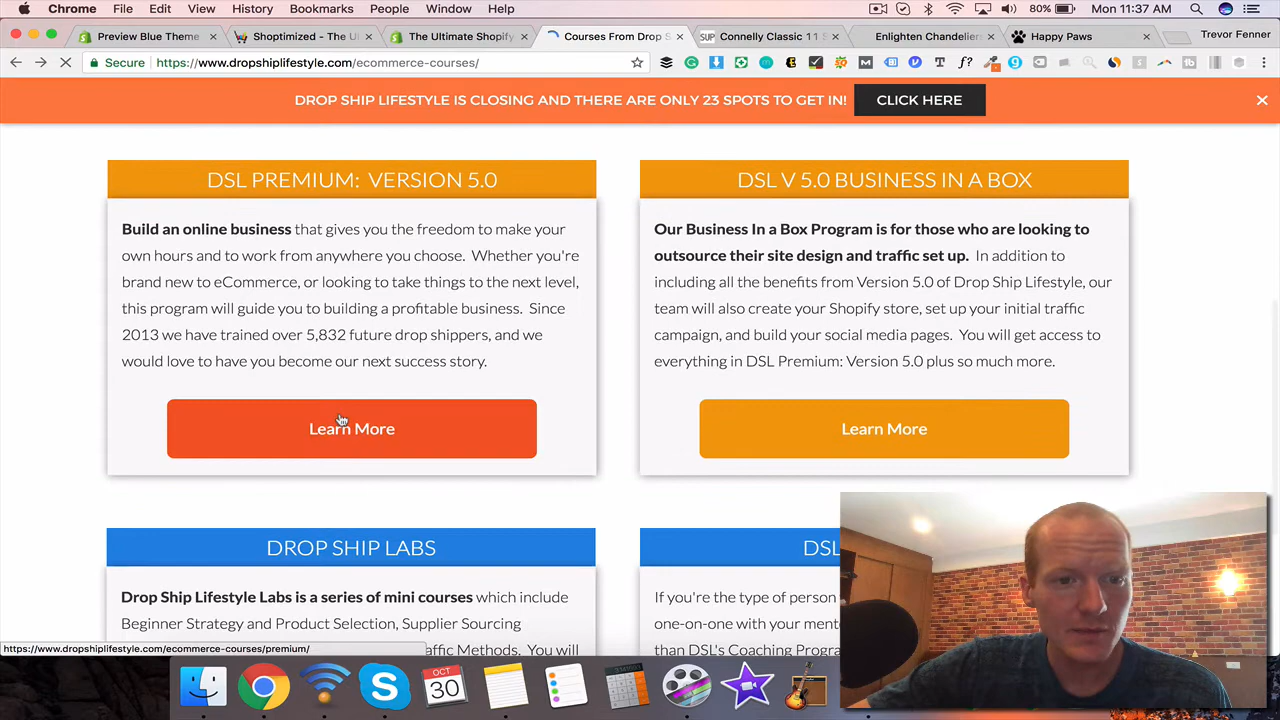 Chrome File Edit View History Bookmarks People Window Help 80% Mon 11:37 AM
Preview Blue Theme Shoptimized - The U The Ultimate Shopify Courses From Drop S SUP Connelly Classic 11 S Enlighten Chandelier Happy Paws Trevor Fenner
Secure https://www.dropshiplifestyle.com/ecommerce-courses/
DROP SHIP LIFESTYLE IS CLOSING AND THERE ARE ONLY 23 SPOTS TO GET IN! CLICK HERE
DSL PREMIUM: VERSION 5.0
Build an online business that gives you the freedom to make your
own hours and to work from anywhere you choose. Whether you're
brand new to eCommerce, or looking to take things to the next level,
this program will guide you to building a profitable business. Since
2013 we have trained over 5,832 future drop shippers, and we
would love to have you become our next success story.
Learn More
DSL V 5.0 BUSINESS IN A BOX
Our Business In a Box Program is for those who are looking to
outsource their site design and traffic set up. In addition to
including all the benefits from Version 5.0 of Drop Ship Lifestyle, our
team will also create your Shopify store, set up your initial traffic
campaign, and build your social media pages. You will get access to
everything in DSL Premium: Version 5.0 plus so much more.
Learn More
DROP SHIP LABS
Drop Ship Lifestyle Labs is a series of mini courses which include
Beginner Strategy and Product Selection, Supplier Sourcing
affic Methods. You will
DSL
If you're the type of person
one-on-one with your
than DSL's Coaching
https://www.dropshiplifestyle.com/ecommerce-courses/premium/
OCT
30